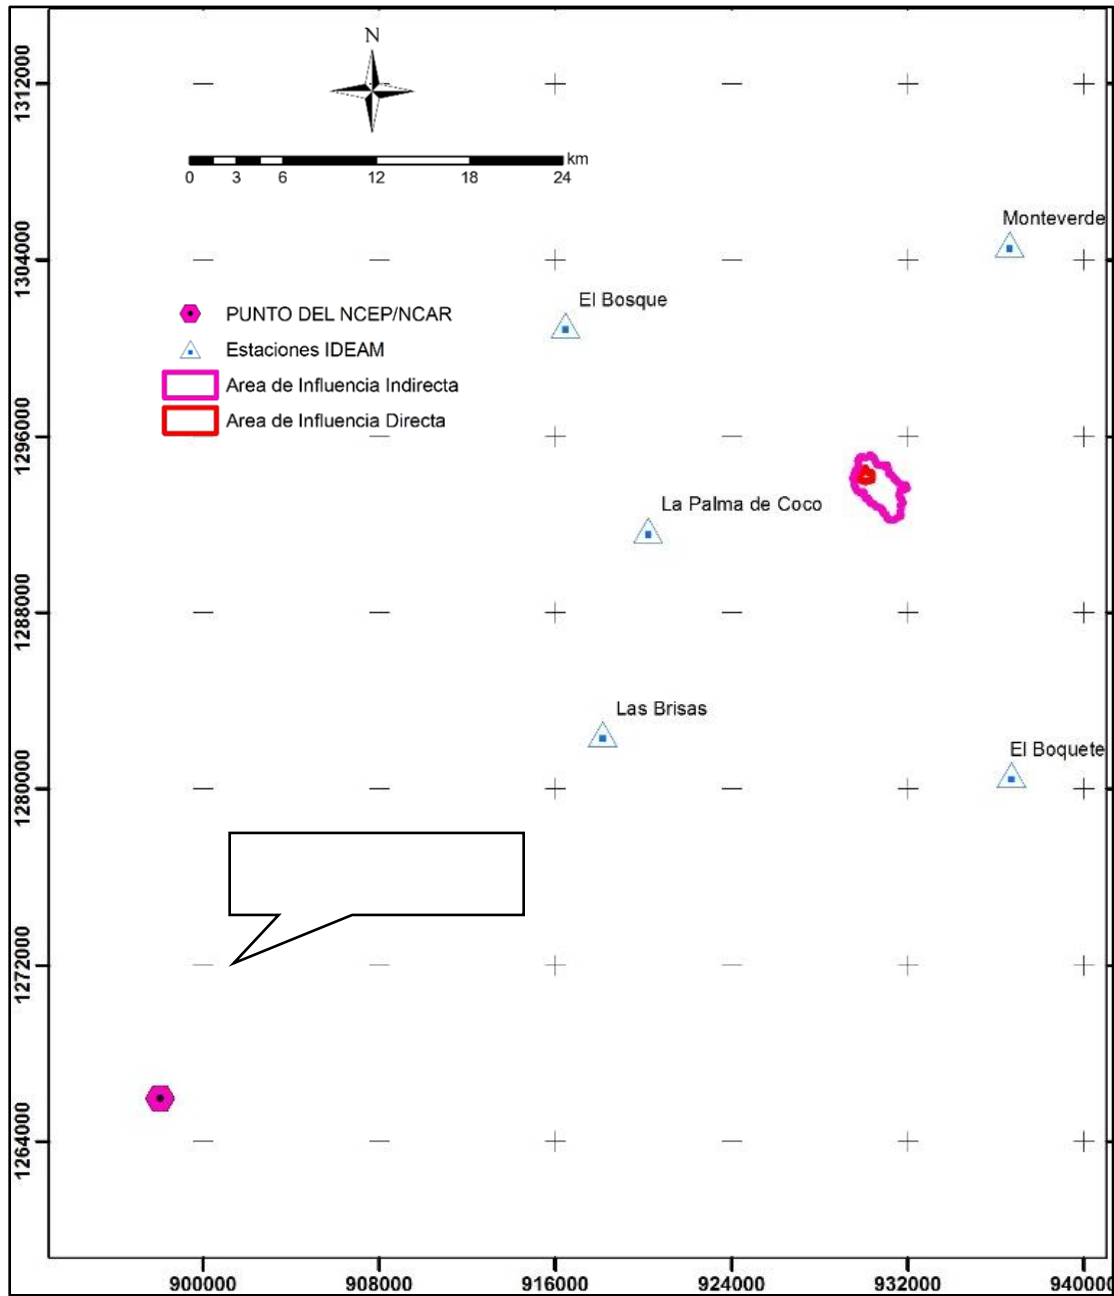 N
km
0 3 6 12 18 24
Monteverde
El Bosque
PUNTO DEL NCEP/NCAR
Estaciones IDEAM
Area de Influencia Indirecta
Area de Influencia Directa
La Palma de Coco
Las Brisas
El Boquete
1312000
1304000
1296000
1288000
1280000
1272000
1264000
900000 908000 916000 924000 932000 940000